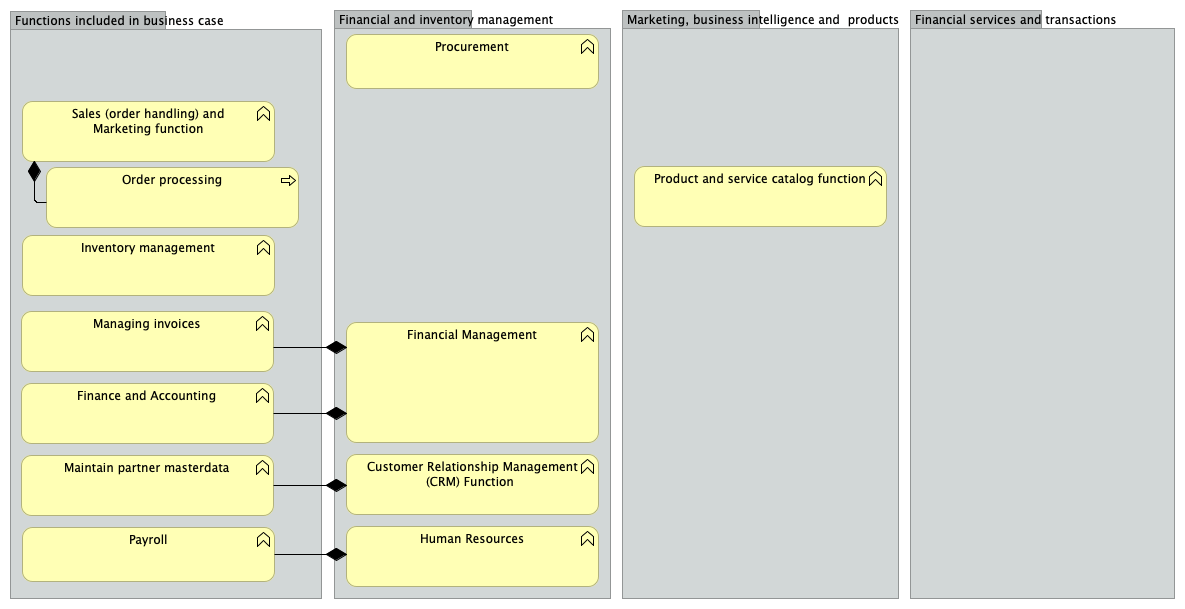 Functions included in business case
Financial and inventory management
Marketing, business intelligence and  products
Financial services and transactions
Procurement
Sales (order handling) and
Marketing function
Order processing
Product and service catalog function
Inventory management
Managing invoices
Financial Management
Finance and Accounting
Maintain partner masterdata
Customer Relationship Management
(CRM) Function
Payroll
Human Resources